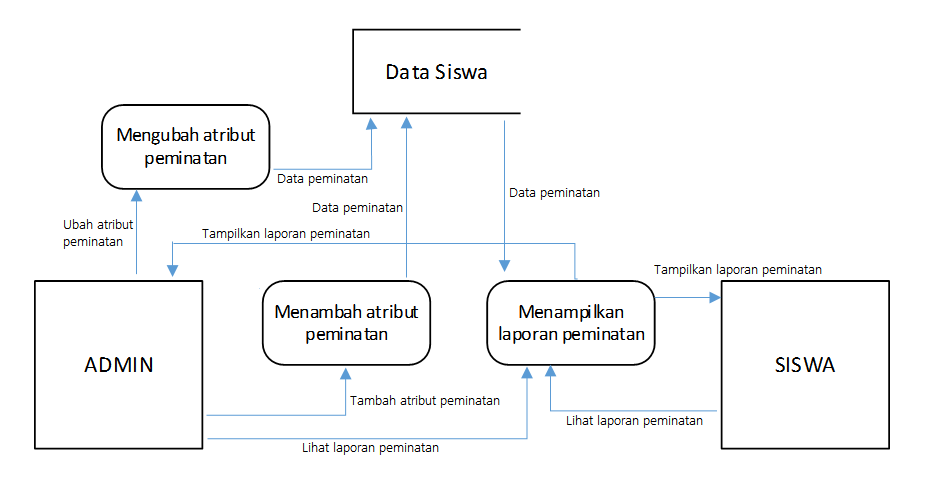 Data Siswa
Mengubah atribut
peminatan
Data peminatan
Data peminatan
Data peminatan
Ubah atribut
peminatan
Tampilkan laporan peminatan
Tampilkan laporan peminatan
ADMIN
Menambah atribut
peminatan
Menampilkan
laporan peminatan
SISWA
Tambah atribut peminatan
Lihat laporan peminatan
Lihat laporan peminatan